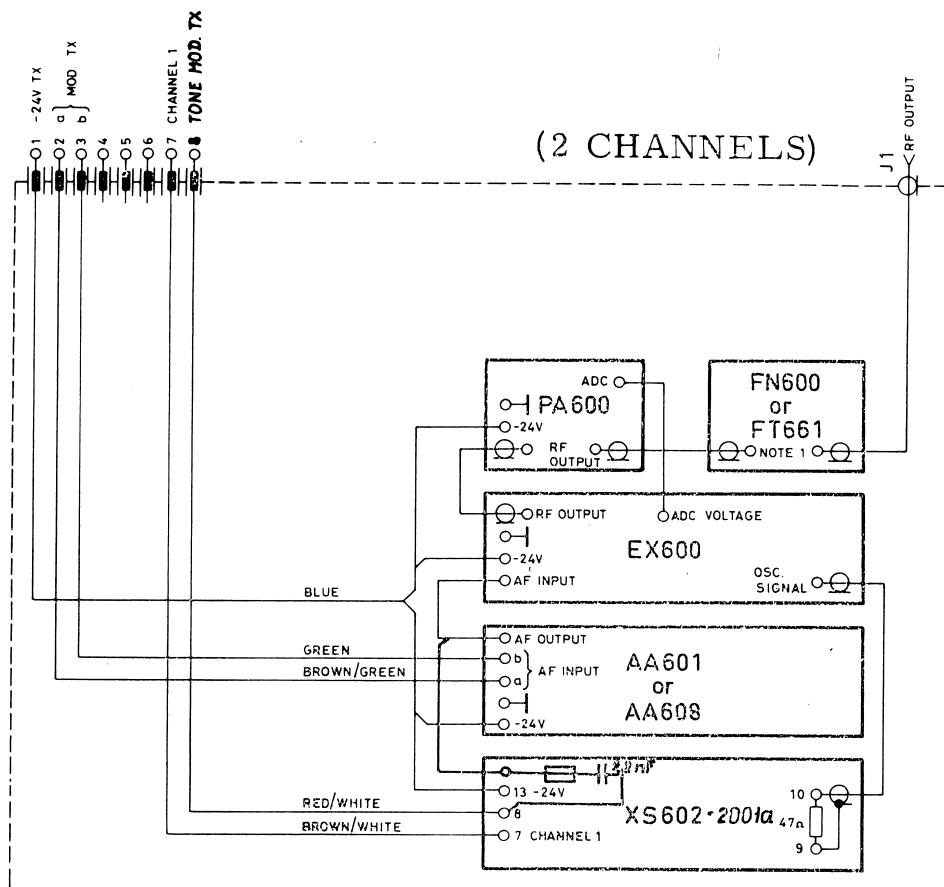 1 -24V TX
2 a } MOD TX
3 b
4
5
6
7 CHANNEL 1
8 TONE MOD. TX
(2 CHANNELS)
J1
RF OUTPUT
ADC
PA600
-24V
RF
OUTPUT
FN600
or
FT661
NOTE 1
RF OUTPUT
ADC VOLTAGE
EX600
-24V
AF INPUT
OSC.
SIGNAL
BLUE
AF OUTPUT
GREEN
b
BROWN/GREEN
a
AF INPUT
AA601
or
AA608
-24V
2,2nF
13 -24V
RED/WHITE
8
XS602-2001a
10
47Ω
BROWN/WHITE
7 CHANNEL 1
9